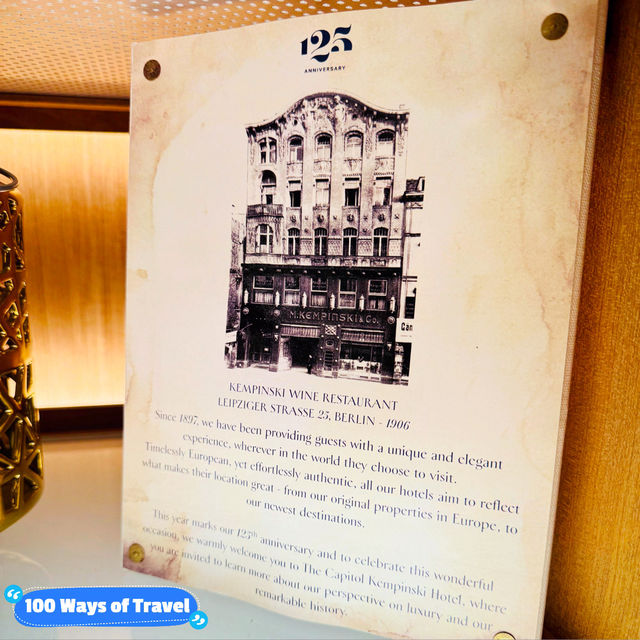 125
ANNIVERSARY
M.KEMPINSKI & Co.
KEMPINSKI WINE RESTAURANT
LEIPZIGER STRASSE 25, BERLIN - 1906
Since 1897, we have been providing guests with a unique and elegant
experience, wherever in the world they choose to visit.
Timelessly European, yet effortlessly authentic, all our hotels aim to reflect
what makes their location great - from our original properties in Europe, to
our newest destinations.
This year marks our 125th anniversary and to celebrate this wonderful
occasion, we warmly welcome you to The Capitol Kempinski Hotel, where
you are invited to learn more about our perspective on luxury and our
remarkable history.
100 Ways of Travel